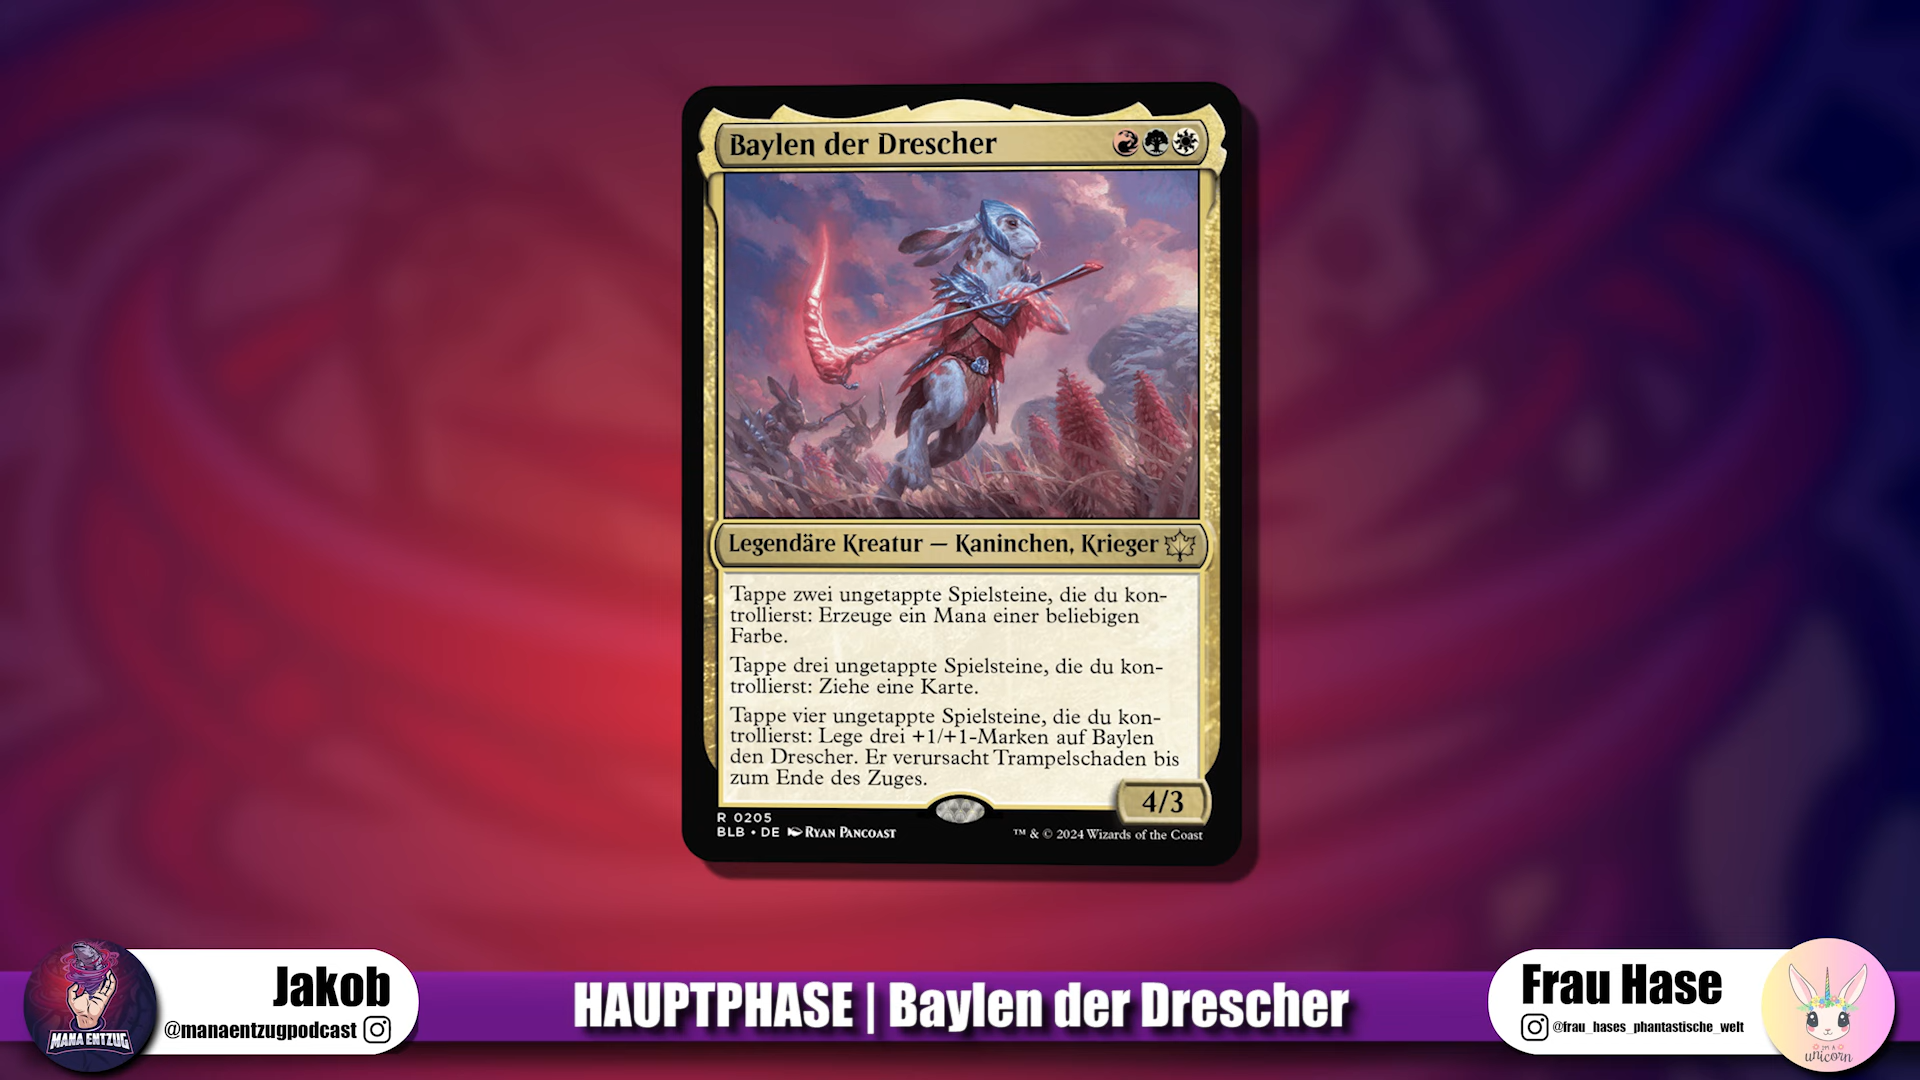 Baylen der Drescher
Legendäre Kreatur — Kaninchen, Krieger
Tappe zwei ungetappte Spielsteine, die du kon-
trollierst: Erzeuge ein Mana einer beliebigen
Farbe.
Tappe drei ungetappte Spielsteine, die du kon-
trollierst: Ziehe eine Karte.
Tappe vier ungetappte Spielsteine, die du kon-
trollierst: Lege drei +1/+1-Marken auf Baylen
den Drescher. Er verursacht Trampelschaden bis
zum Ende des Zuges.
4/3
R 0205
BLB • DE Ryan Pancoast
™ & © 2024 Wizards of the Coast
MANA ENTZUG
Jakob
@manaentzugpodcast
HAUPTPHASE | Baylen der Drescher
Frau Hase
@frau_hases_phantastische_welt
I'm a
unicorn